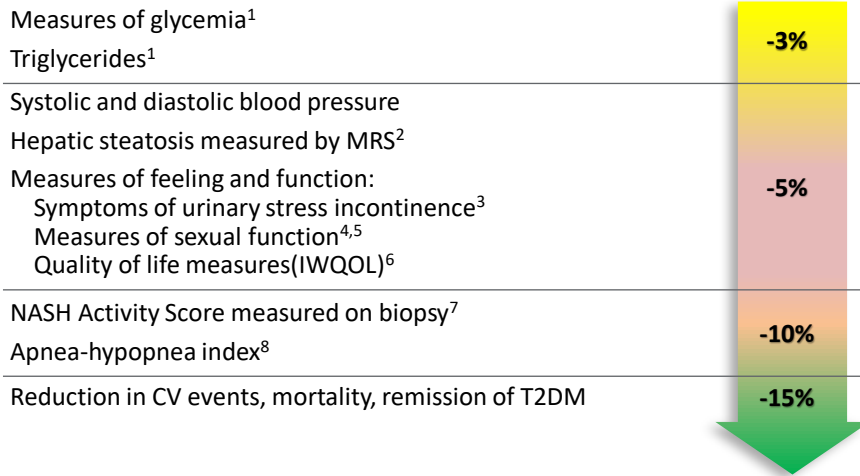 Measures of glycemia¹
Triglycerides¹
-3%
Systolic and diastolic blood pressure
Hepatic steatosis measured by MRS²
Measures of feeling and function:
Symptoms of urinary stress incontinence³
Measures of sexual function⁴,⁵
Quality of life measures(IWQOL)⁶
-5%
NASH Activity Score measured on biopsy⁷
Apnea-hypopnea index⁸
-10%
Reduction in CV events, mortality, remission of T2DM
-15%